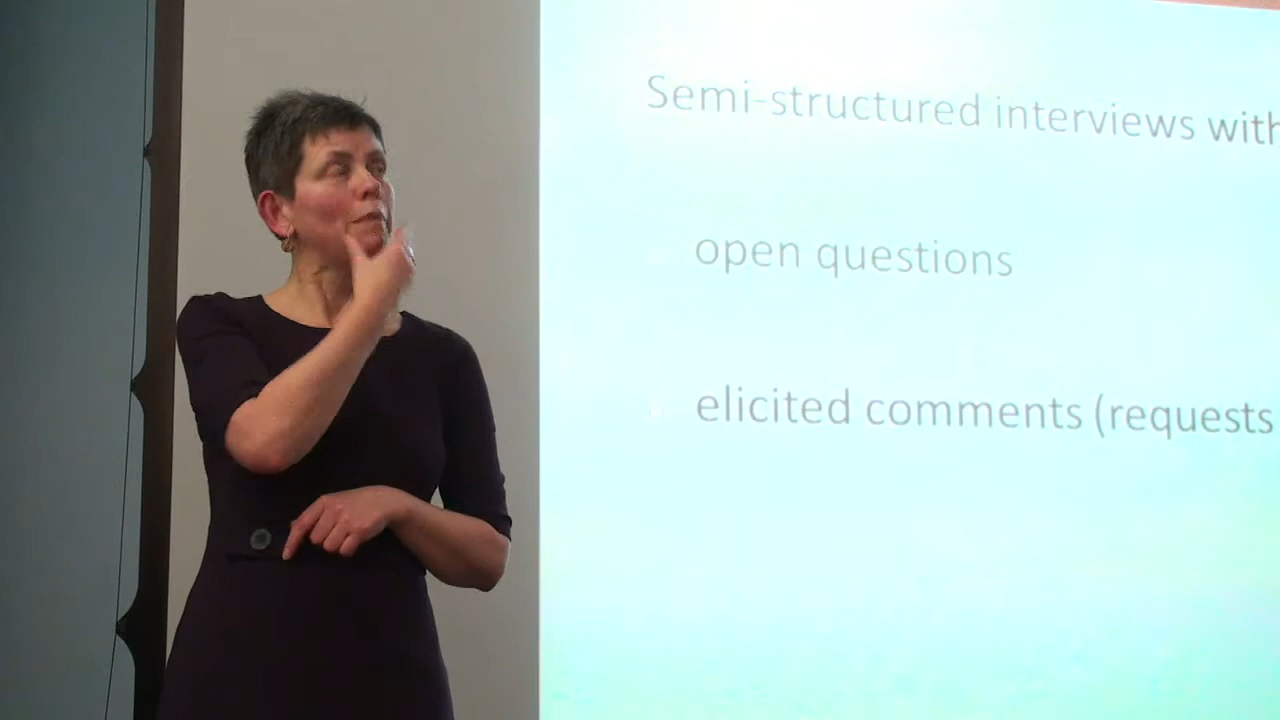 Semi-structured interviews with
open questions
elicited comments (requests